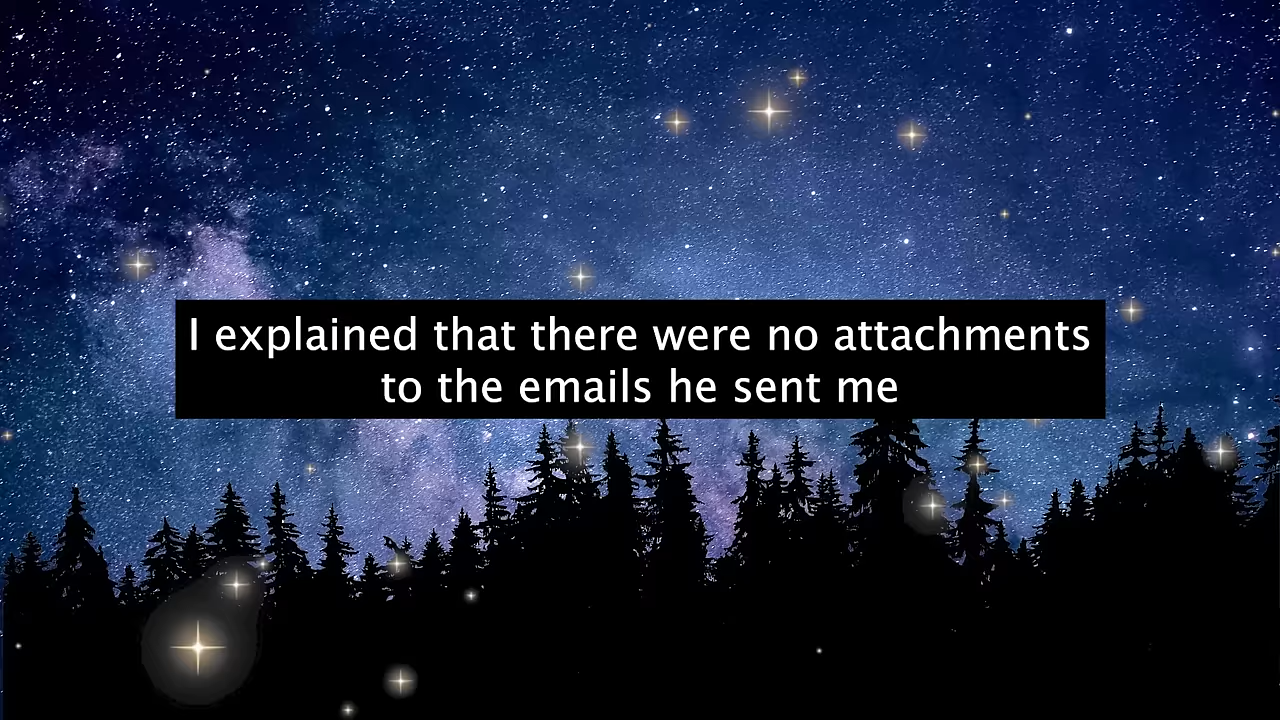 I explained that there were no attachments
to the emails he sent me